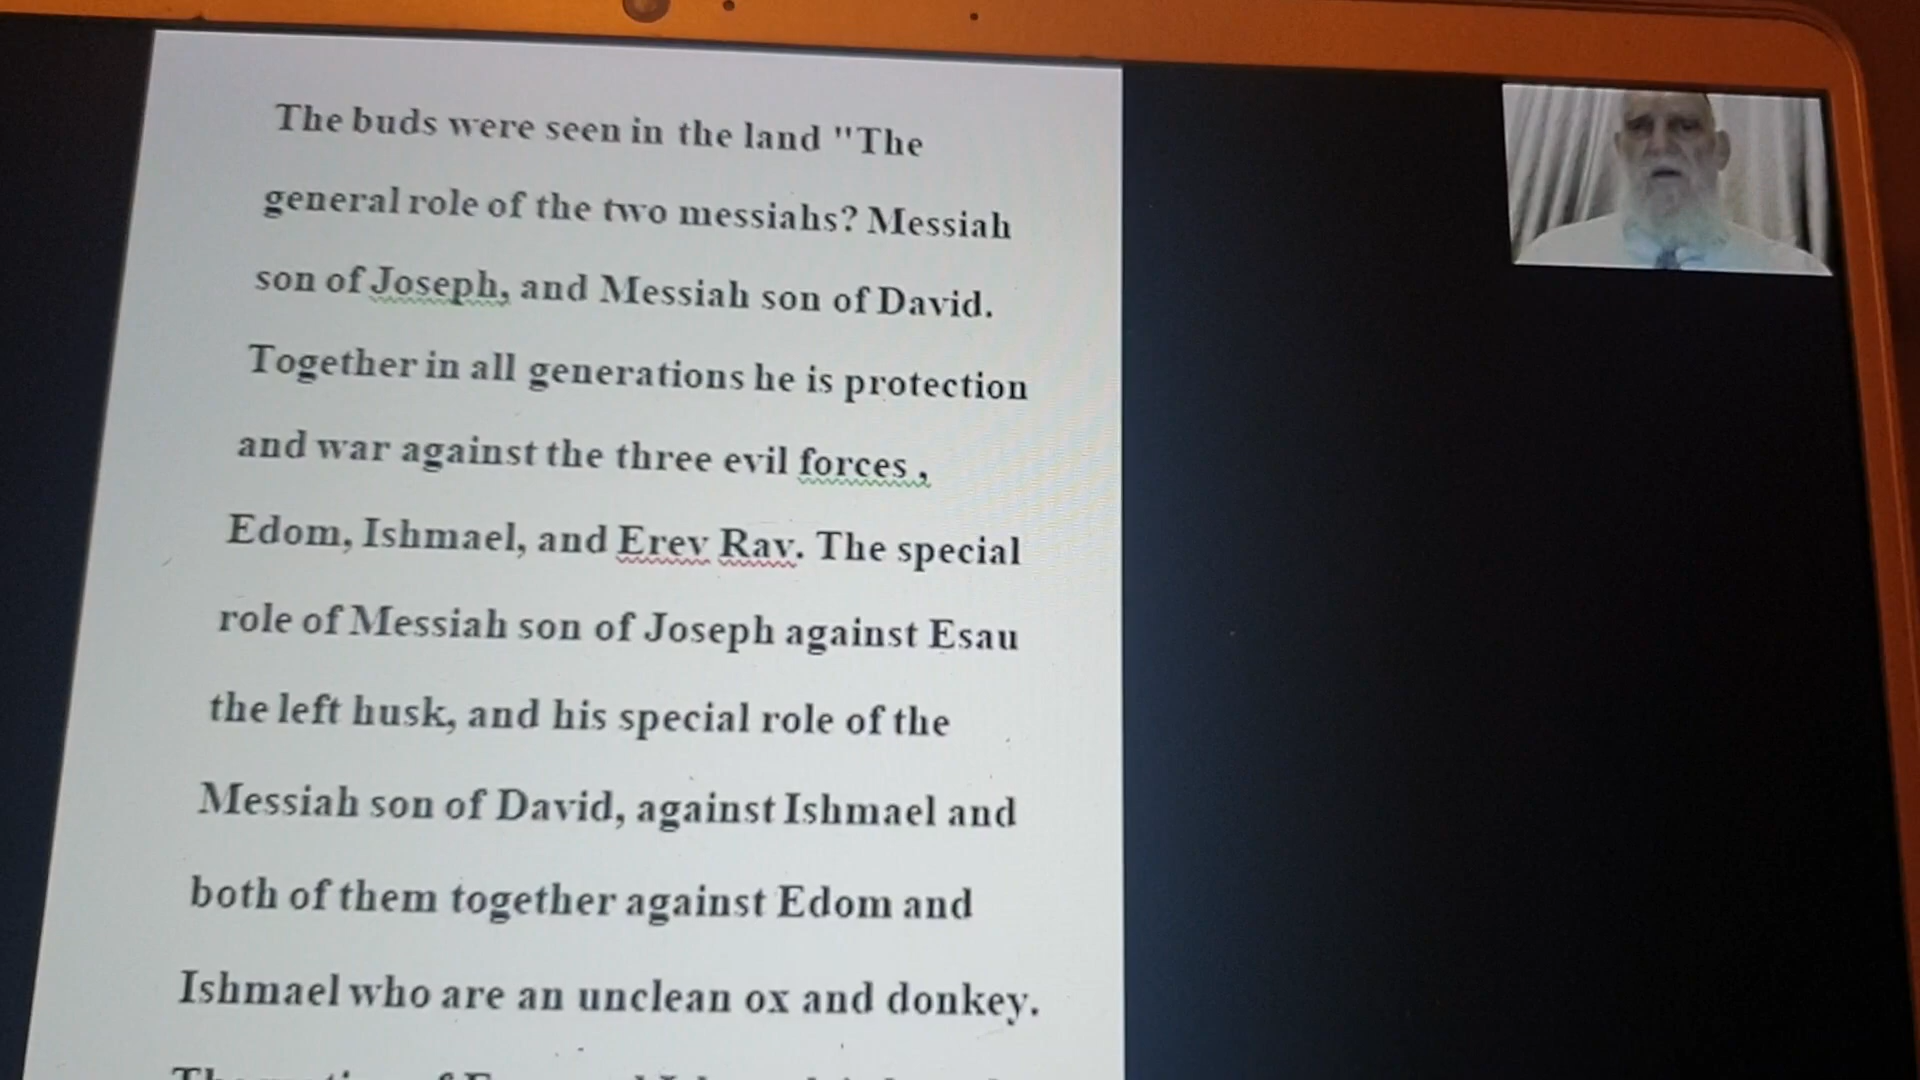 The buds were seen in the land "The
general role of the two messiahs? Messiah
son of Joseph, and Messiah son of David.
Together in all generations he is protection
and war against the three evil forces ,
Edom, Ishmael, and Erev Rav. The special
role of Messiah son of Joseph against Esau
the left husk, and his special role of the
Messiah son of David, against Ishmael and
both of them together against Edom and
Ishmael who are an unclean ox and donkey.